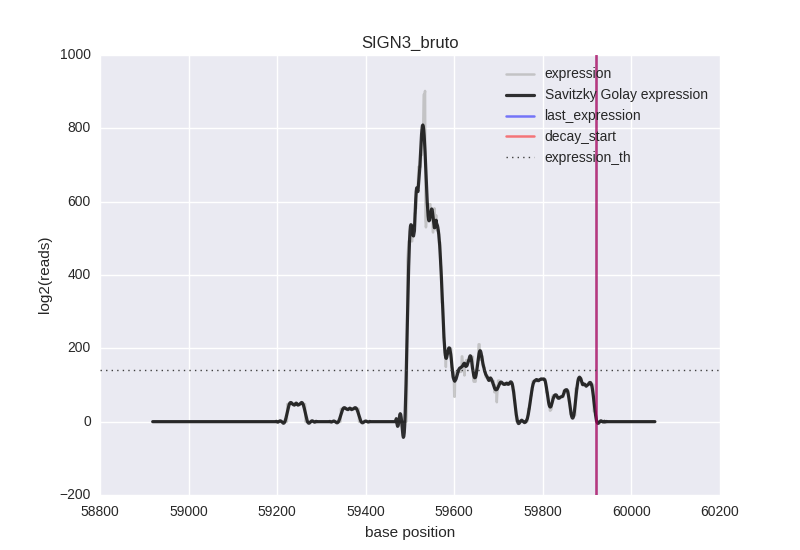 SIGN3_bruto
1000
expression
Savitzky Golay expression
800
last_expression
decay_start
expression_th
600
log2(reads)
400
200
0
−200
58800 59000 59200 59400 59600 59800 60000 60200
base position